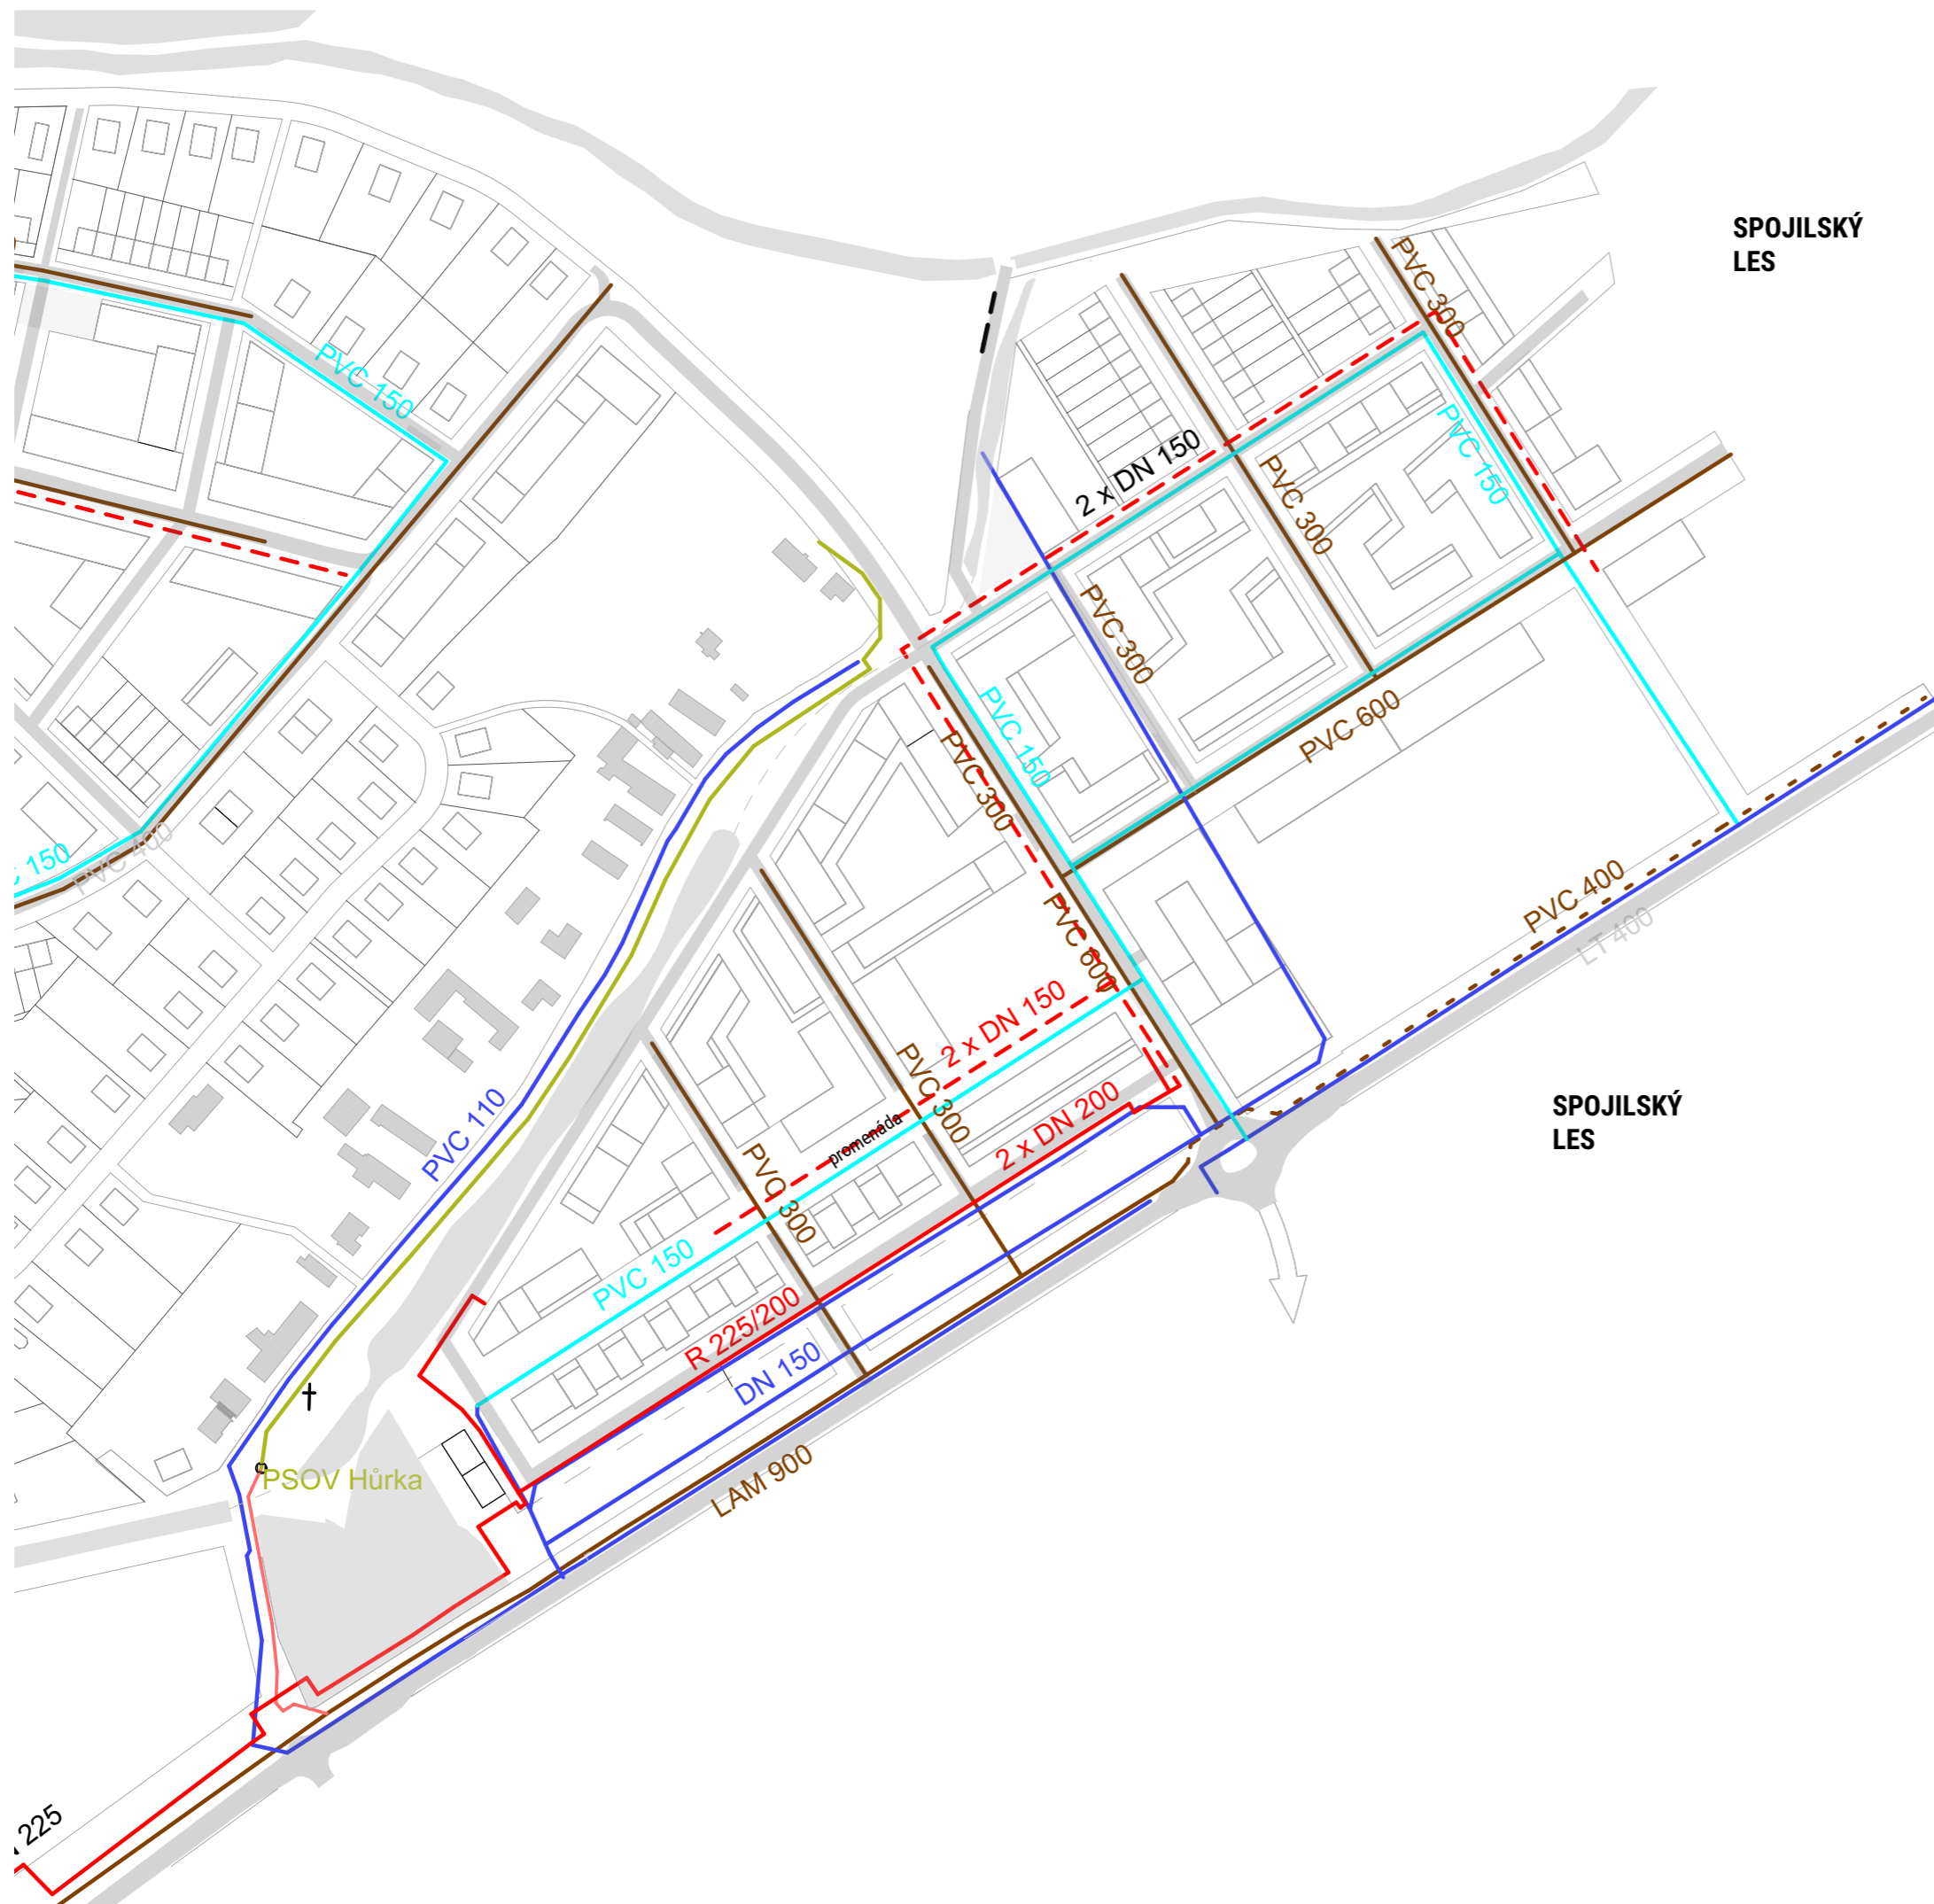 SPOJILSKÝ
LES
PVC 300
PVC 150
2 x DN 150
PVC 150
PVC 300
PVC 300
PVC 150
PVC 600
PVC 300
PVC 400
150
PVC 400
LT 400
PVC 600
2 x DN 150
PVC 300
PVC 110
2 x DN 200
promenáda
SPOJILSKÝ
LES
PVC 300
PVC 150
R 225/200
DN 150
PSOV Hůrka
LAM 900
225